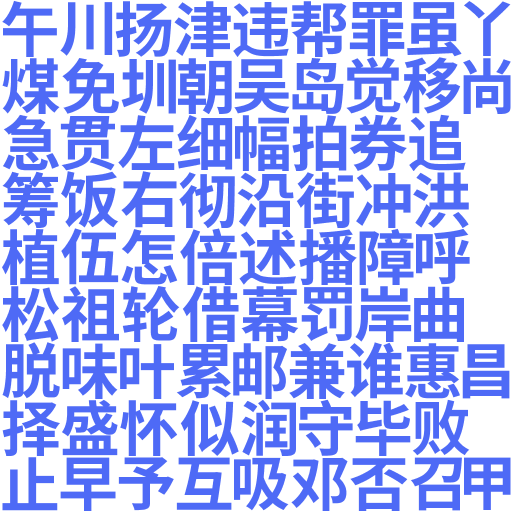 午川扬津违帮罪虽丫
煤免圳朝吴岛觉移尚
急贯左细幅拍券追
筹饭右彻沿街冲洪
植伍怎倍述播障呼
松祖轮借幕罚岸曲
脱味叶累邮兼谁惠昌
择盛怀似润守毕败
止早予互吸邓否召甲